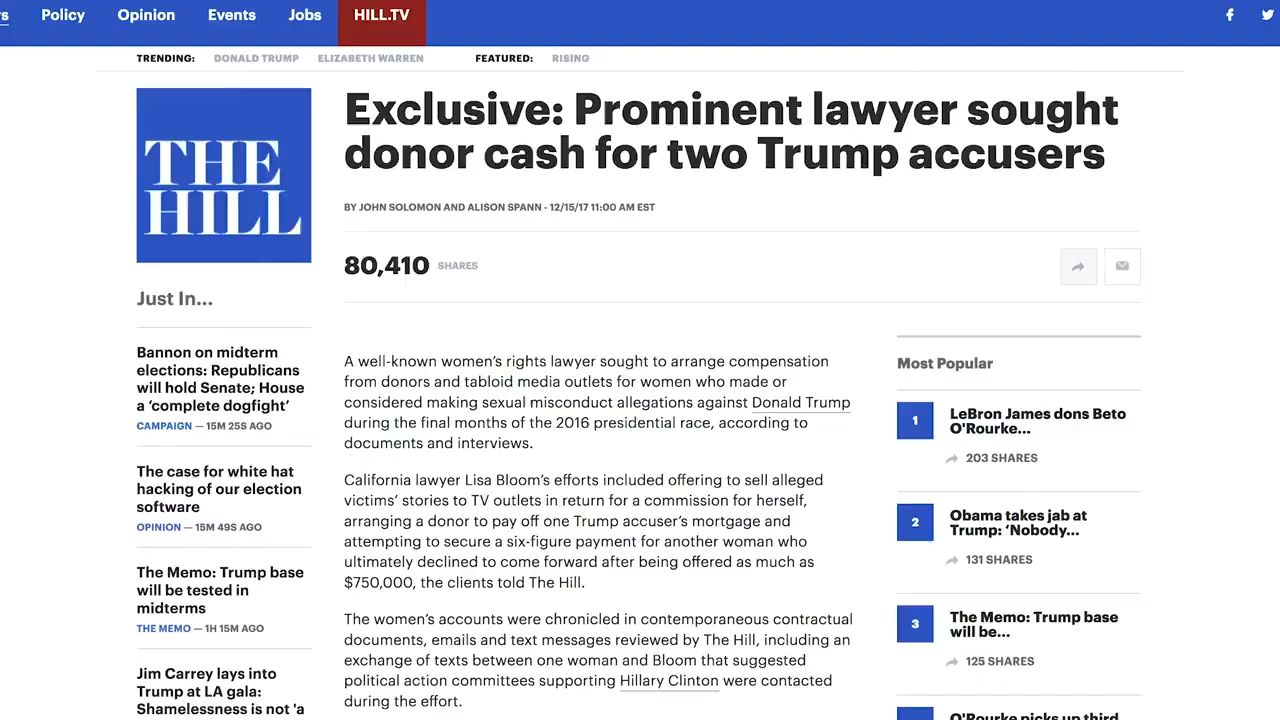 s Policy Opinion Events Jobs HILL.TV
TRENDING: DONALD TRUMP ELIZABETH WARREN FEATURED: RISING
THE
HILL
Exclusive: Prominent lawyer sought
donor cash for two Trump accusers
BY JOHN SOLOMON AND ALISON SPANN - 12/15/17 11:00 AM EST
80,410 SHARES
Just In...
Bannon on midterm
elections: Republicans
will hold Senate; House
a ‘complete dogfight’
CAMPAIGN — 15M 25S AGO
The case for white hat
hacking of our election
software
OPINION — 15M 49S AGO
The Memo: Trump base
will be tested in
midterms
THE MEMO — 1H 15M AGO
Jim Carrey lays into
Trump at LA gala:
Shamelessness is not 'a
A well-known women’s rights lawyer sought to arrange compensation
from donors and tabloid media outlets for women who made or
considered making sexual misconduct allegations against Donald Trump
during the final months of the 2016 presidential race, according to
documents and interviews.
California lawyer Lisa Bloom’s efforts included offering to sell alleged
victims’ stories to TV outlets in return for a commission for herself,
arranging a donor to pay off one Trump accuser’s mortgage and
attempting to secure a six-figure payment for another woman who
ultimately declined to come forward after being offered as much as
$750,000, the clients told The Hill.
The women’s accounts were chronicled in contemporaneous contractual
documents, emails and text messages reviewed by The Hill, including an
exchange of texts between one woman and Bloom that suggested
political action committees supporting Hillary Clinton were contacted
during the effort.
Most Popular
1
LeBron James dons Beto
O'Rourke...
203 SHARES
2
Obama takes jab at
Trump: ‘Nobody...
131 SHARES
3
The Memo: Trump base
will be...
125 SHARES
O'Rourke picks up third